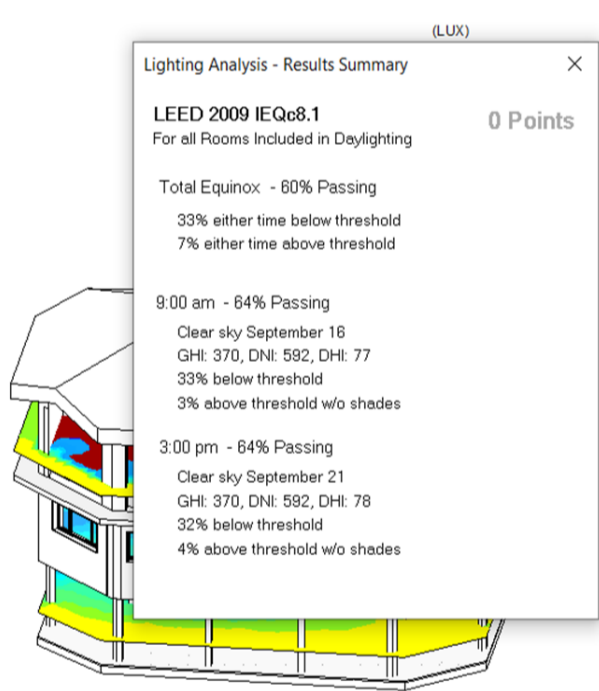 (LUX)
Lighting Analysis - Results Summary
LEED 2009 IEQc8.1
0 Points
For all Rooms Included in Daylighting
Total Equinox - 60% Passing
33% either time below threshold
7% either time above threshold
9:00 am - 64% Passing
Clear sky September 16
GHI: 370, DNI: 592, DHI: 77
33% below threshold
3% above threshold w/o shades
3:00 pm - 64% Passing
Clear sky September 21
GHI: 370, DNI: 592, DHI: 78
32% below threshold
4% above threshold w/o shades